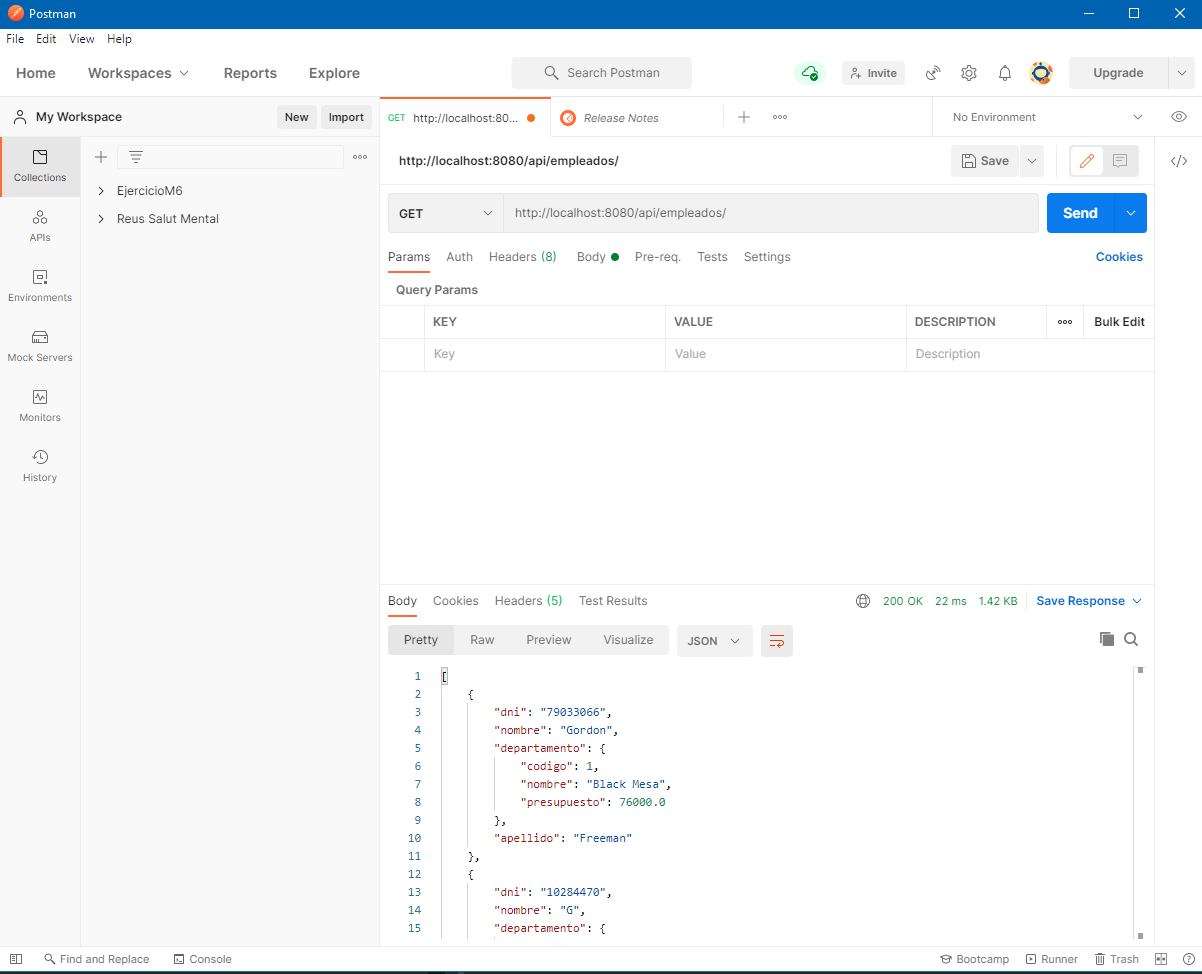 Postman
File Edit View Help
Home Workspaces Reports Explore Search Postman Invite Upgrade
My Workspace New Import
GET http://localhost:80... Release Notes No Environment
http://localhost:8080/api/empleados/ Save
Collections
APIs
Environments
Mock Servers
Monitors
History
EjercicioM6
Reus Salut Mental
GET http://localhost:8080/api/empleados/ Send
Params Auth Headers (8) Body Pre-req. Tests Settings Cookies
Query Params
KEY VALUE DESCRIPTION Bulk Edit
Key Value Description
Body Cookies Headers (5) Test Results 200 OK 22 ms 1.42 KB Save Response
Pretty Raw Preview Visualize JSON
1 [
2 {
3 "dni": "79033066",
4 "nombre": "Gordon",
5 "departamento": {
6 "codigo": 1,
7 "nombre": "Black Mesa",
8 "presupuesto": 76000.0
9 },
10 "apellido": "Freeman"
11 },
12 {
13 "dni": "10284470",
14 "nombre": "G",
15 "departamento": {
Find and Replace Console Bootcamp Runner Trash